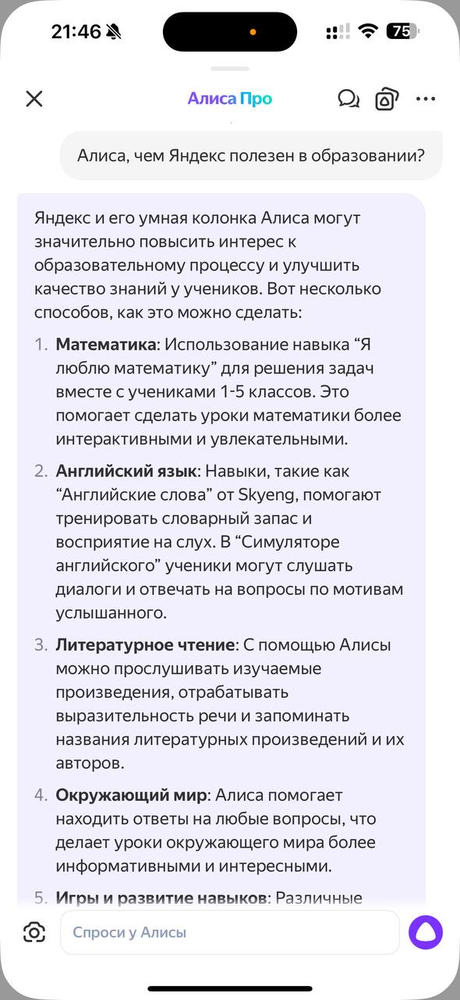 21:46
75
Алиса Про
Алиса, чем Яндекс полезен в образовании?
Яндекс и его умная колонка Алиса могут
значительно повысить интерес к
образовательному процессу и улучшить
качество знаний у учеников. Вот несколько
способов, как это можно сделать:
1. Математика: Использование навыка “Я
люблю математику” для решения задач
вместе с учениками 1-5 классов. Это
помогает сделать уроки математики более
интерактивными и увлекательными.
2. Английский язык: Навыки, такие как
“Английские слова” от Skyeng, помогают
тренировать словарный запас и
восприятие на слух. В “Симуляторе
английского” ученики могут слушать
диалоги и отвечать на вопросы по мотивам
услышанного.
3. Литературное чтение: С помощью Алисы
можно прослушивать изучаемые
произведения, отрабатывать
выразительность речи и запоминать
названия литературных произведений и их
авторов.
4. Окружающий мир: Алиса помогает
находить ответы на любые вопросы, что
делает уроки окружающего мира более
информативными и интересными.
5. Игры и развитие навыков: Различные
Спроси у Алисы